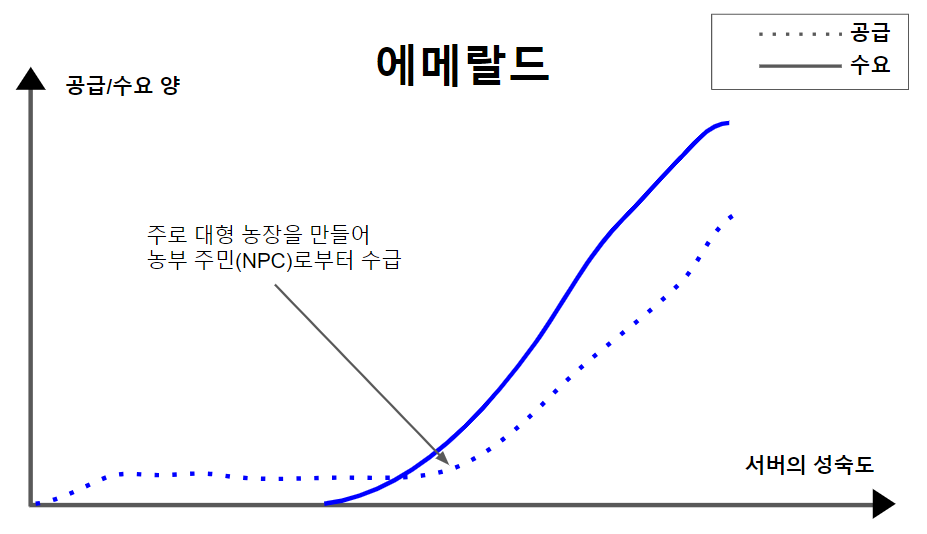 에메랄드
공급
수요
공급/수요 양
주로 대형 농장을 만들어
농부 주민(NPC)로부터 수급
서버의 성숙도